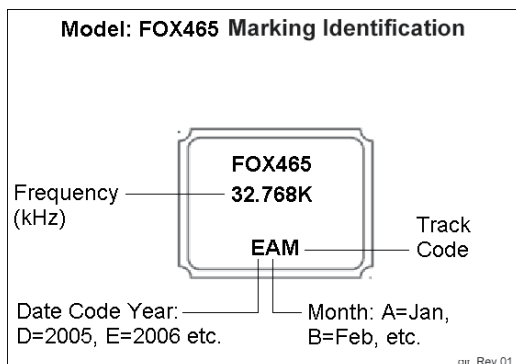 Model: FOX465 Marking Identification
FOX465
Frequency (kHz)
32.768K
EAM
Track Code
Date Code Year:
D=2005, E=2006 etc.
Month: A=Jan,
B=Feb, etc.
Rev 01